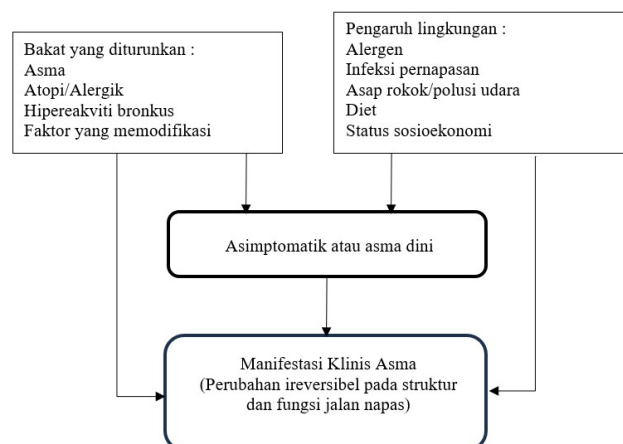 Bakat yang diturunkan :
Asma
Atopi/Alergik
Hipereakviti bronkus
Faktor yang memodifikasi
Pengaruh lingkungan :
Alergen
Infeksi pernapasan
Asap rokok/polusi udara
Diet
Status sosioekonomi
Asimptomatik atau asma dini
Manifestasi Klinis Asma
(Perubahan ireversibel pada struktur
dan fungsi jalan napas)